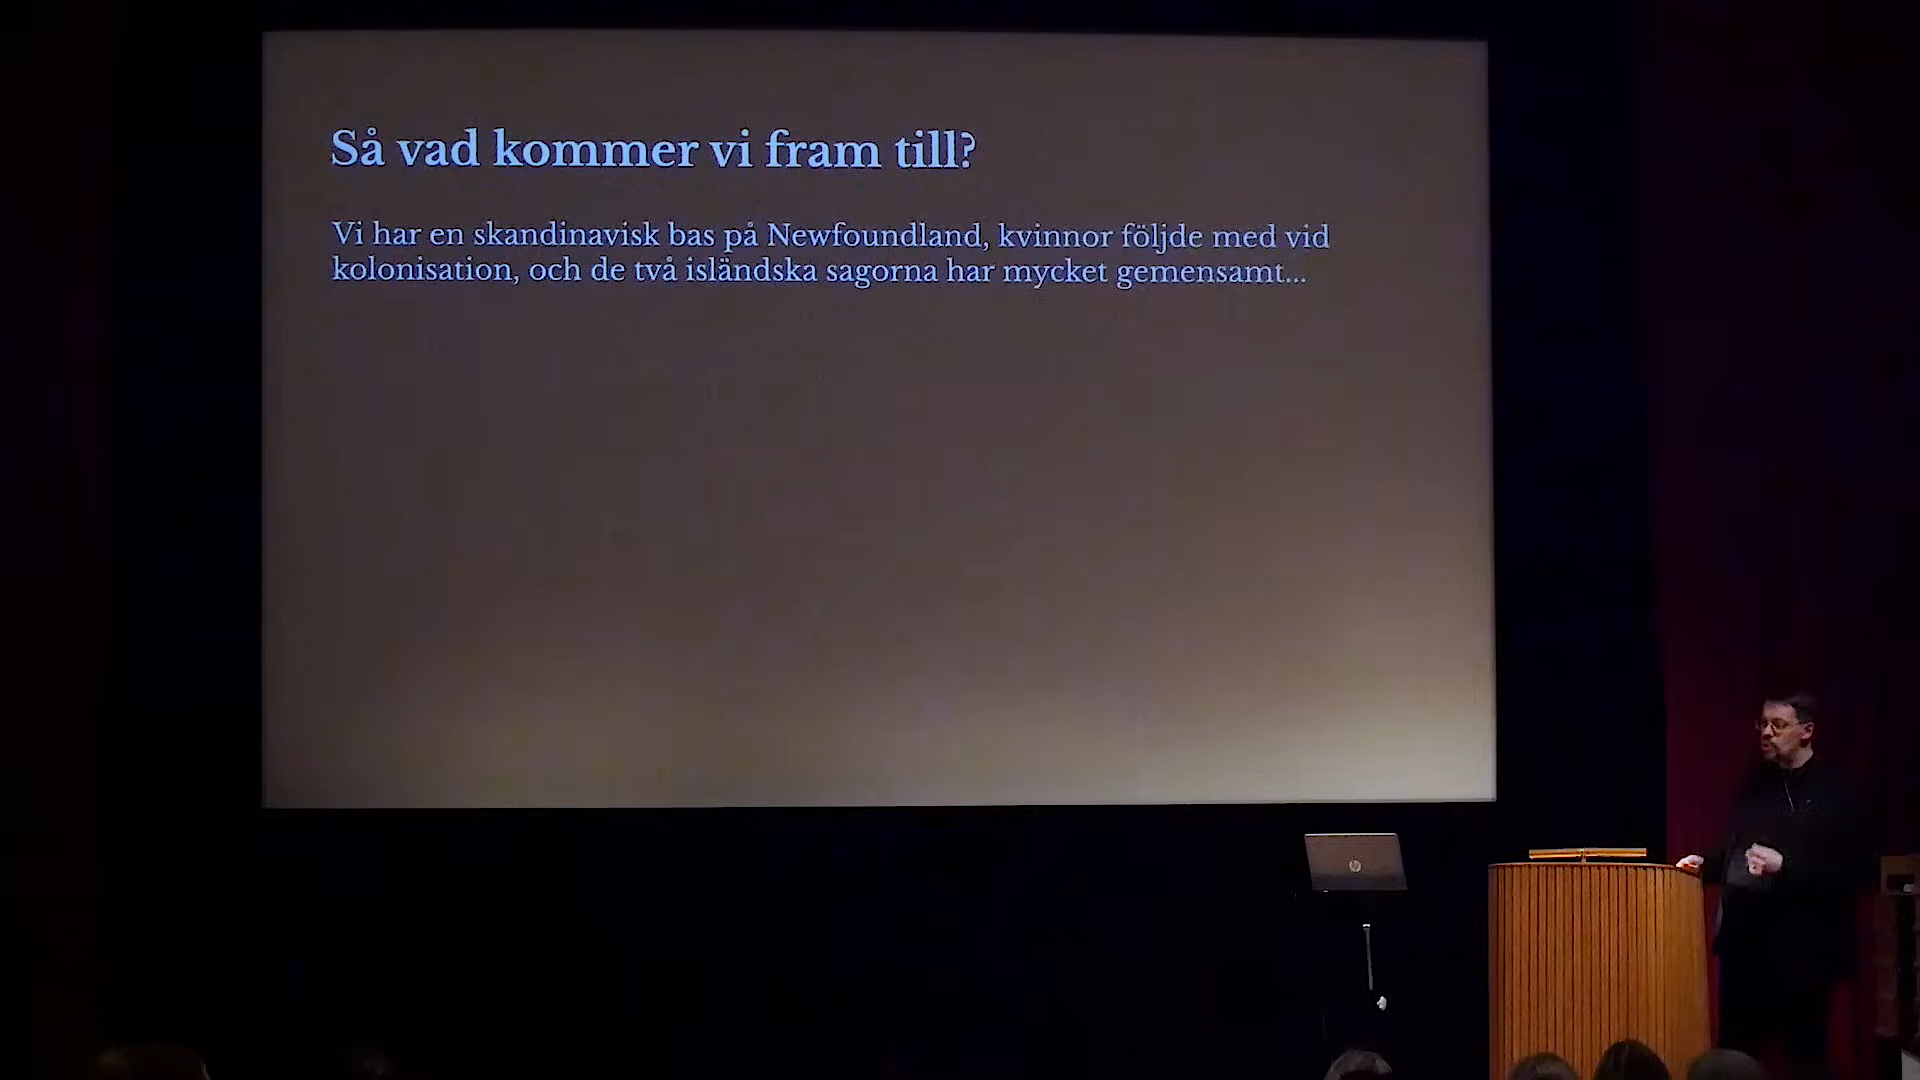 Så vad kommer vi fram till?
Vi har en skandinavisk bas på Newfoundland, kvinnor följde med vid
kolonisation, och de två isländska sagorna har mycket gemensamt...
hp